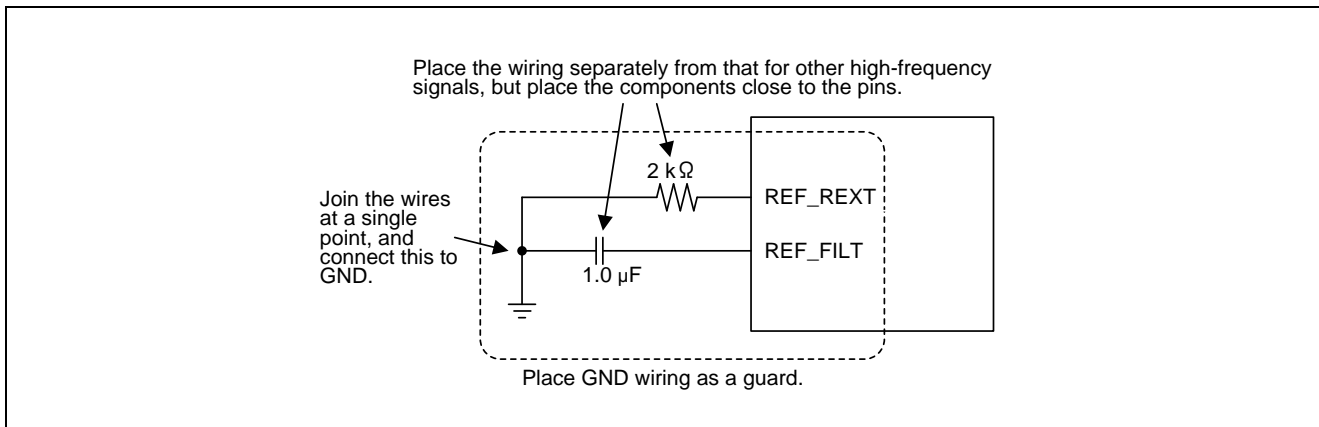 Place the wiring separately from that for other high-frequency
signals, but place the components close to the pins.
2 kΩ
REF_REXT
Join the wires
at a single
point, and
connect this to
GND.
REF_FILT
1.0 µF
Place GND wiring as a guard.